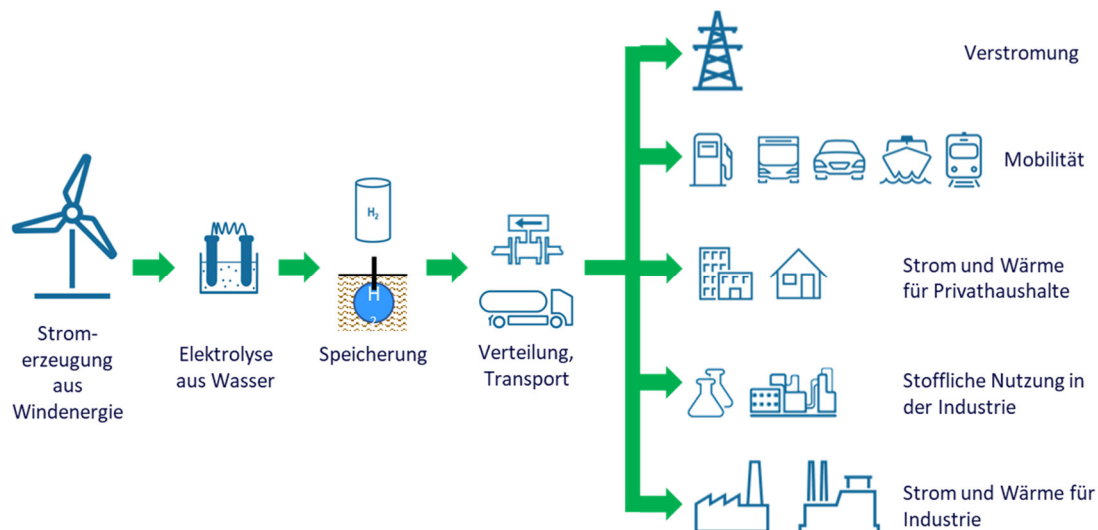 Verstromung
Mobilität
H₂
H
2
Strom und Wärme
für Privathaushalte
Strom-
erzeugung
aus
Windenergie
Elektrolyse
aus Wasser
Speicherung
Verteilung,
Transport
Stoffliche Nutzung in
der Industrie
Strom und Wärme für
Industrie